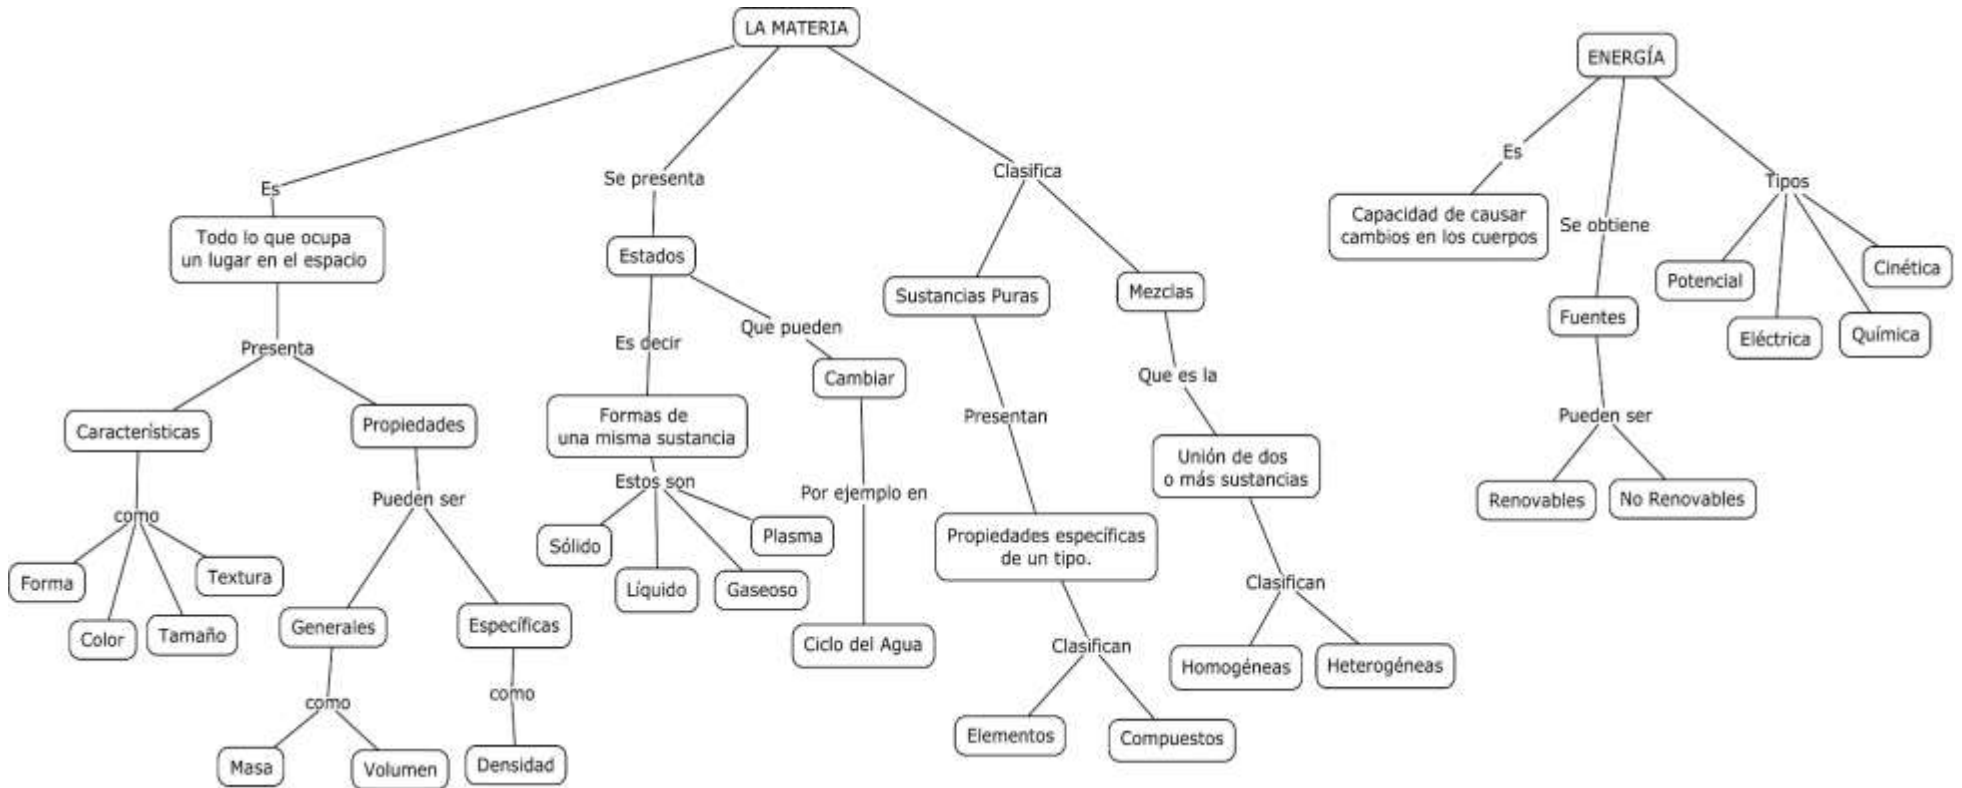 LA MATERIA
Es
Todo lo que ocupa
un lugar en el espacio
Presenta
Características
como
Forma
Color
Tamaño
Textura
Propiedades
Pueden ser
Generales
como
Masa
Volumen
Específicas
como
Densidad
Se presenta
Estados
Es decir
Formas de
una misma sustancia
Estos son
Sólido
Líquido
Gaseoso
Plasma
Que pueden
Cambiar
Por ejemplo en
Ciclo del Agua
Clasifica
Sustancias Puras
Presentan
Propiedades específicas
de un tipo.
Clasifican
Elementos
Compuestos
Mezclas
Que es la
Unión de dos
o más sustancias
Clasifican
Homogéneas
Heterogéneas
ENERGÍA
Es
Capacidad de causar
cambios en los cuerpos
Se obtiene
Fuentes
Pueden ser
Renovables
No Renovables
Tipos
Potencial
Eléctrica
Química
Cinética